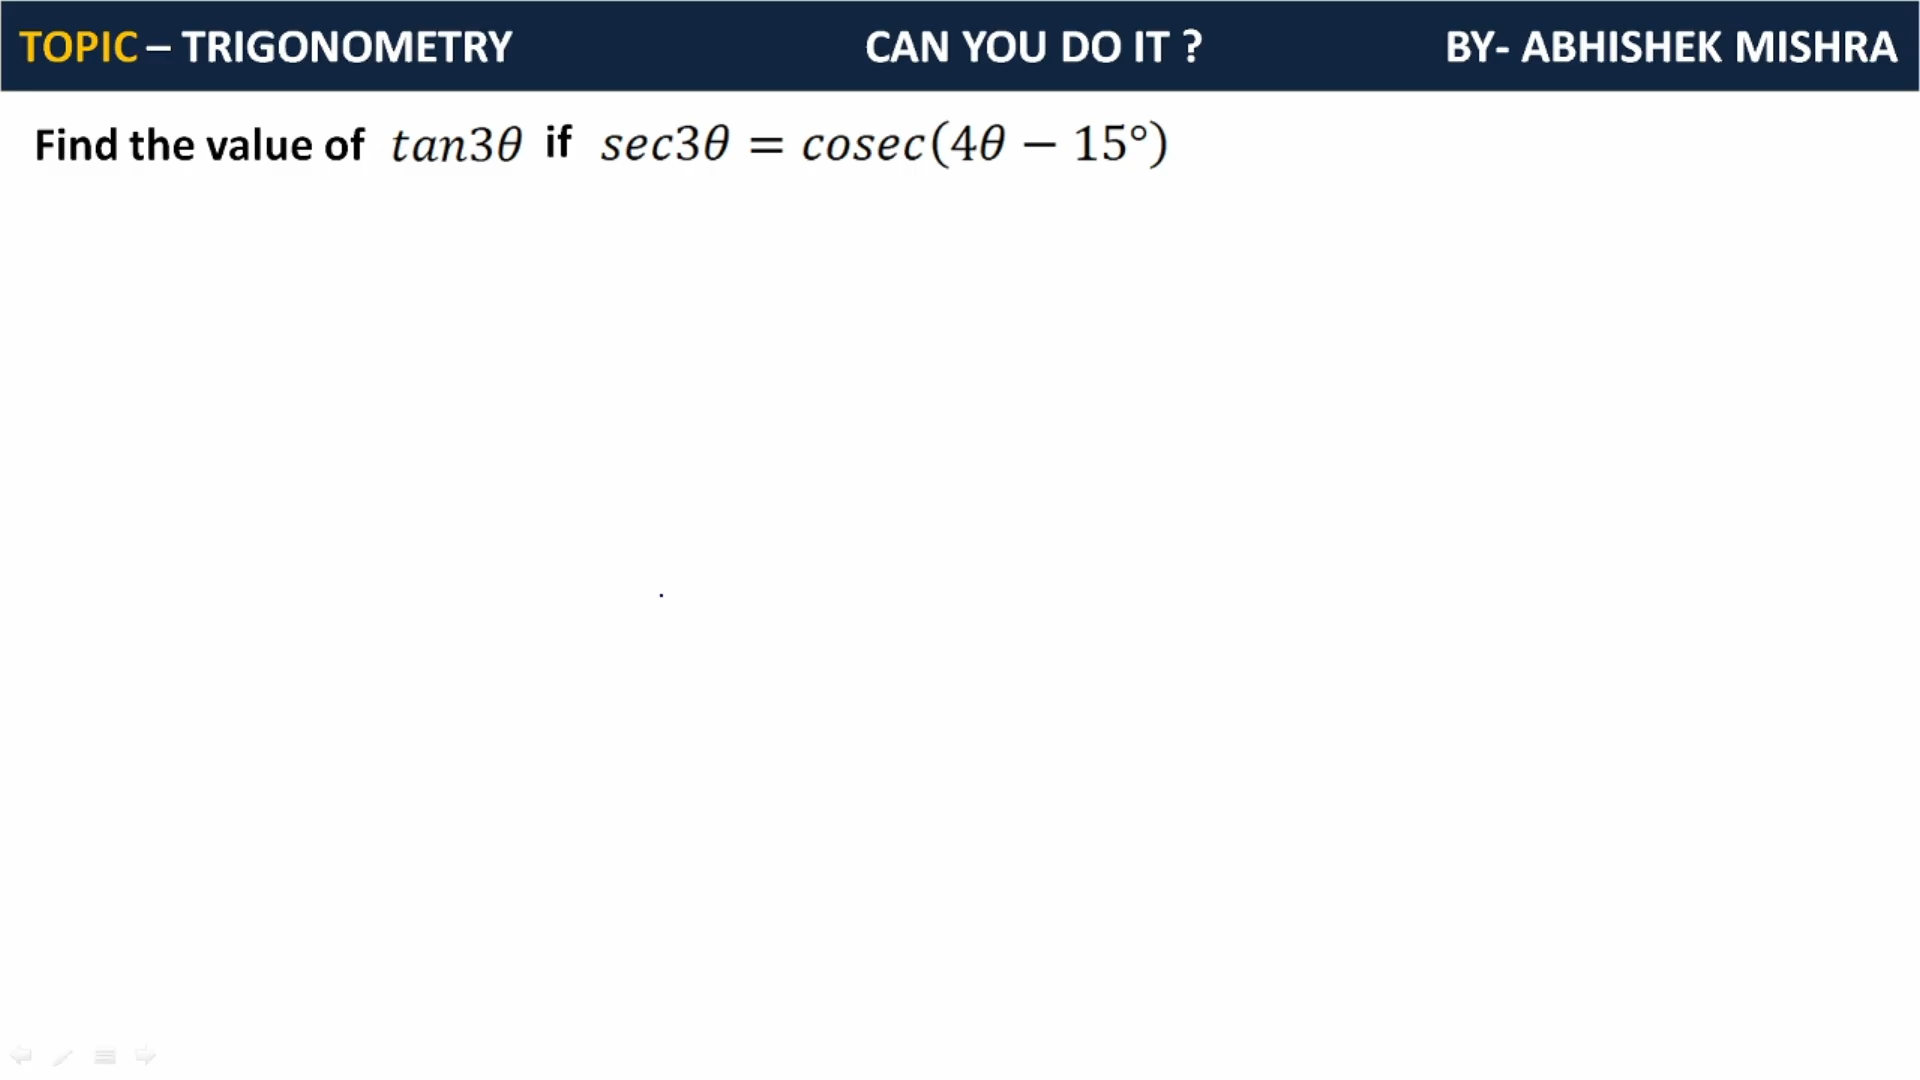 TOPIC – TRIGONOMETRY CAN YOU DO IT ? BY- ABHISHEK MISHRA
Find the value of tan3θ if sec3θ = cosec(4θ − 15°)